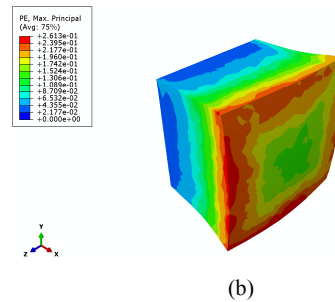 PE, Max. Principal
(Avg: 75%)
+2.613e-01
+2.395e-01
+2.177e-01
+1.960e-01
+1.742e-01
+1.524e-01
+1.306e-01
+1.089e-01
+8.709e-02
+6.532e-02
+4.355e-02
+2.177e-02
+0.000e+00
Y
Z
X
(b)